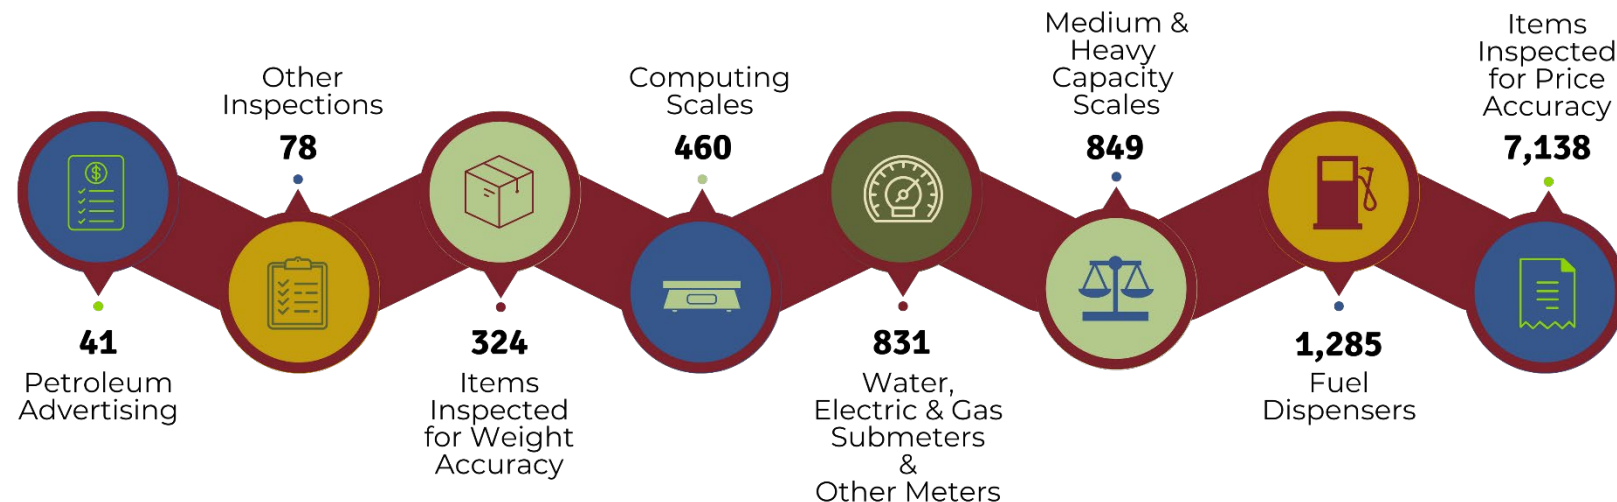 41
Petroleum
Advertising
Other
Inspections
78
324
Items
Inspected
for Weight
Accuracy
Computing
Scales
460
831
Water,
Electric & Gas
Submeters
&
Other Meters
Medium &
Heavy
Capacity
Scales
849
1,285
Fuel
Dispensers
Items
Inspected
for Price
Accuracy
7,138
$